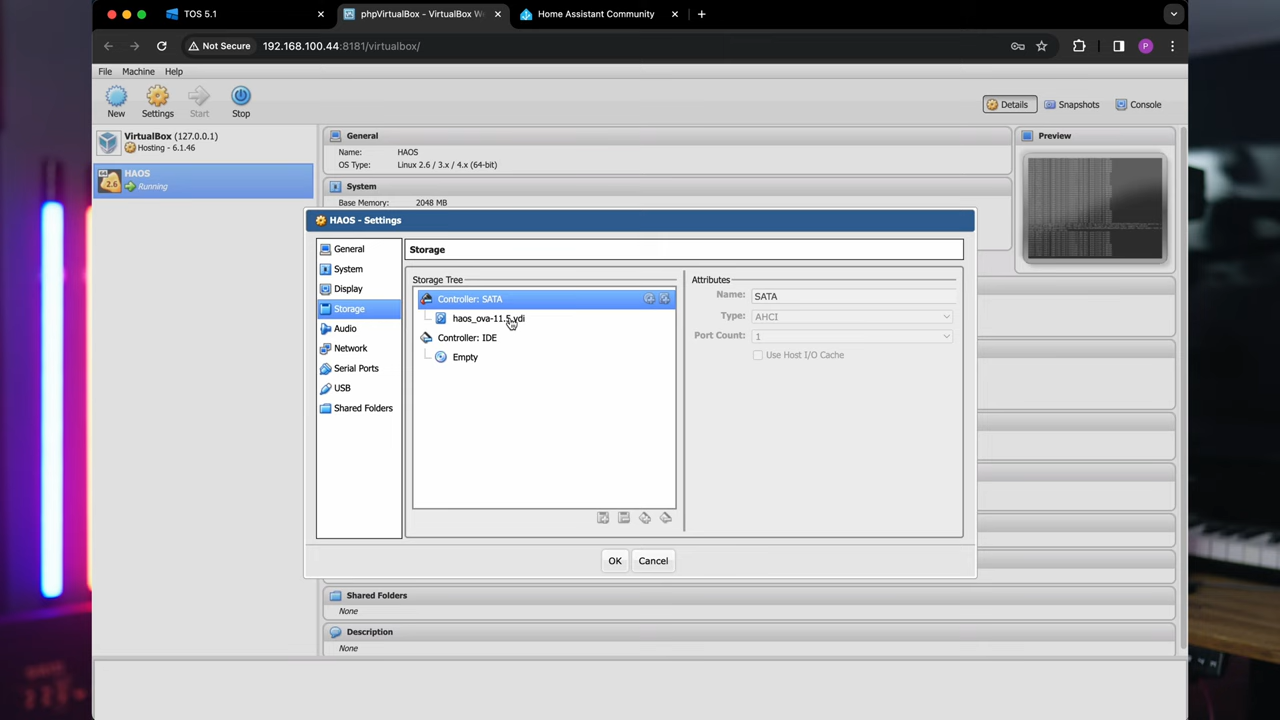 TOS 5.1
phpVirtualBox - VirtualBox W
Home Assistant Community
Not Secure
192.168.100.44:8181/virtualbox/
P
File Machine Help
New Settings Start Stop
Details Snapshots Console
VirtualBox (127.0.0.1)
Hosting - 6.1.46
64
2.6
HAOS
Running
General
Name: HAOS
OS Type: Linux 2.6 / 3.x / 4.x (64-bit)
System
Base Memory: 2048 MB
Preview
HAOS - Settings
General
System
Display
Storage
Audio
Network
Serial Ports
USB
Shared Folders
Storage
Storage Tree
Controller: SATA
haos_ova-11.5.vdi
Controller: IDE
Empty
Attributes
Name: SATA
Type: AHCI
Port Count: 1
Use Host I/O Cache
OK Cancel
Shared Folders
None
Description
None